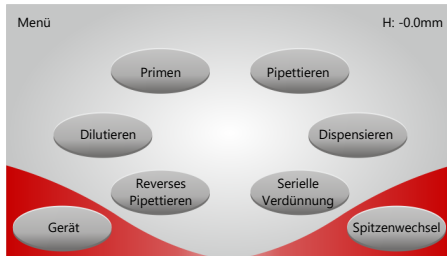 Menü
H: -0.0mm
Primen
Pipettieren
Dilutieren
Dispensieren
Reverses
Pipettieren
Serielle
Verdünnung
Gerät
Spitzenwechsel